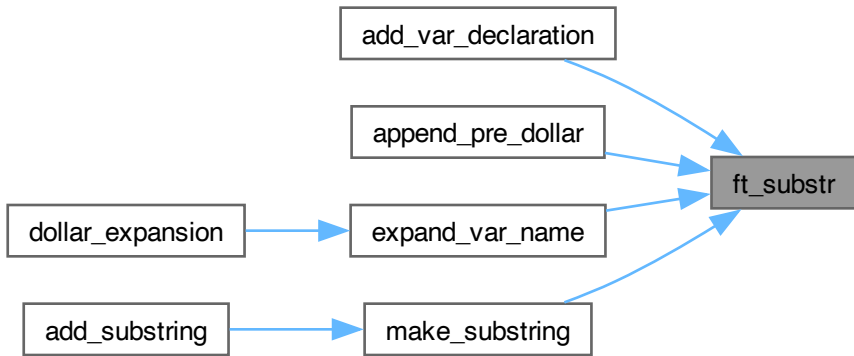 add_var_declaration
append_pre_dollar
ft_substr
dollar_expansion
expand_var_name
add_substring
make_substring